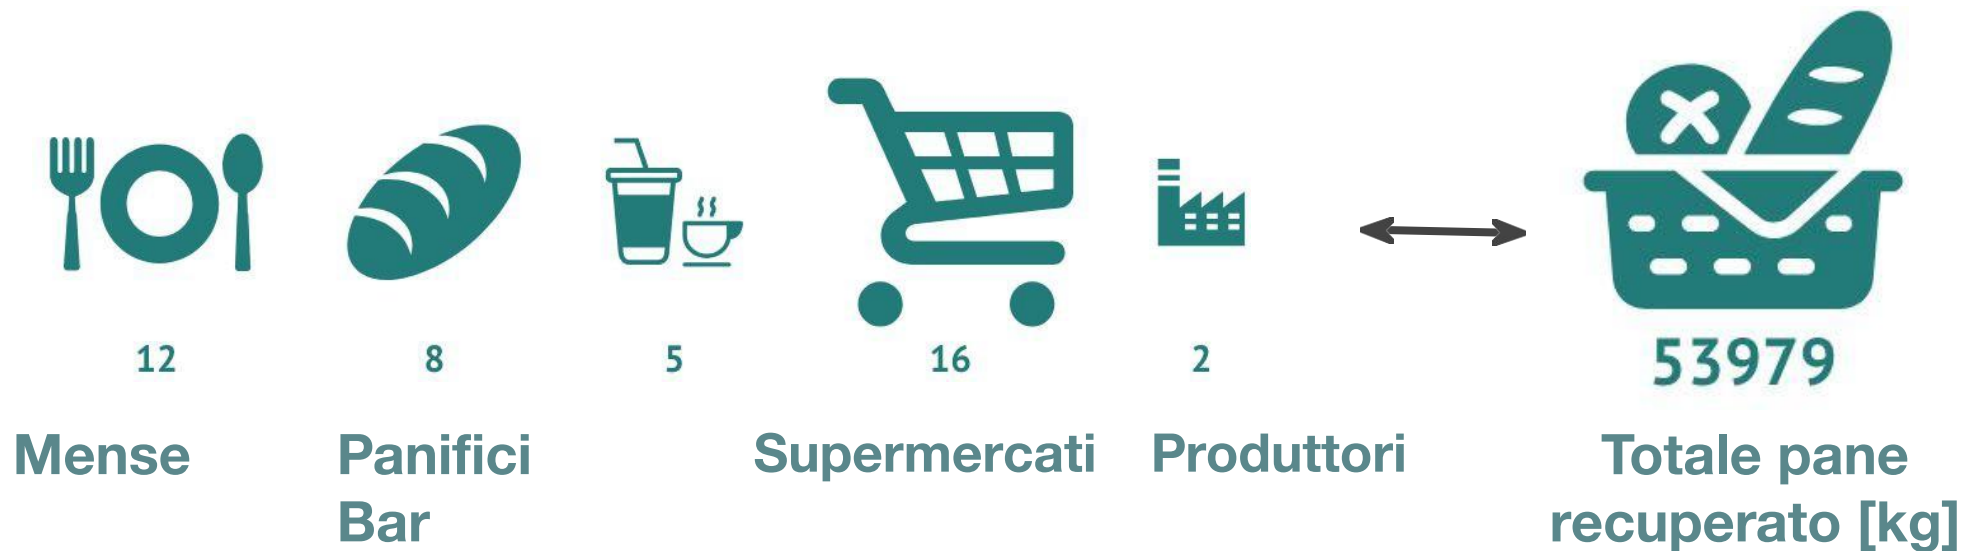 12 8 5 16 2
53979
Mense
Panifici
Bar
Supermercati
Produttori
Totale pane
recuperato [kg]